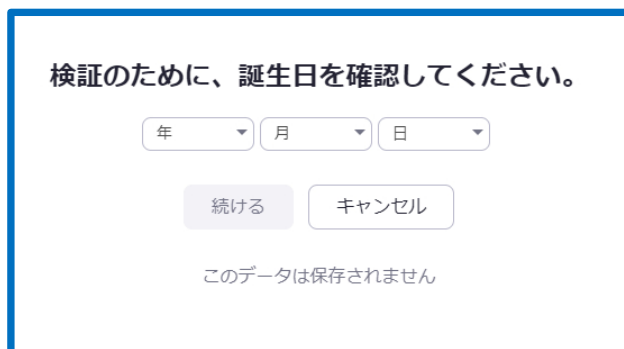 検証のために、誕生日を確認してください。
年 月 日
続ける キャンセル
このデータは保存されません